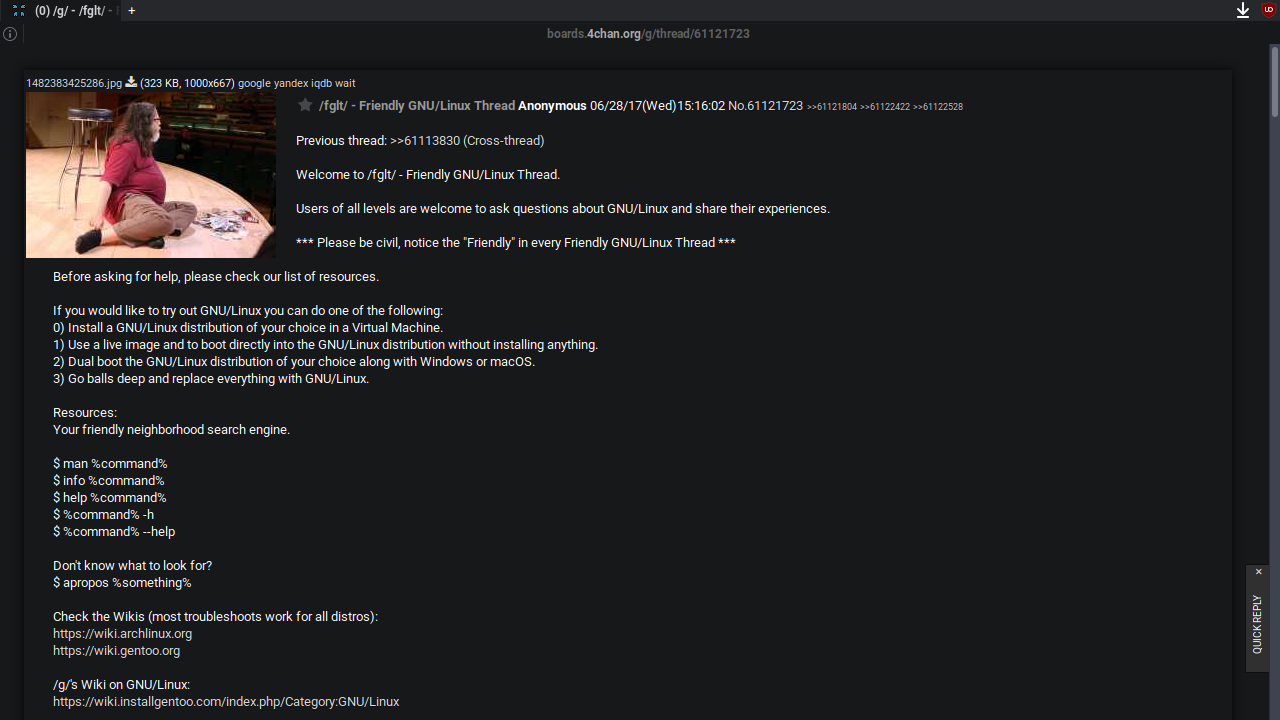 (0) /g/ - /fglt/ -
+
boards.4chan.org/g/thread/61121723
1482383425286.jpg (323 KB, 1000x667) google yandex iqdb wait
/fglt/ - Friendly GNU/Linux Thread Anonymous 06/28/17(Wed)15:16:02 No.61121723 >>61121804 >>61122422 >>61122528
Previous thread: >>61113830 (Cross-thread)
Welcome to /fglt/ - Friendly GNU/Linux Thread.
Users of all levels are welcome to ask questions about GNU/Linux and share their experiences.
*** Please be civil, notice the "Friendly" in every Friendly GNU/Linux Thread ***
Before asking for help, please check our list of resources.
If you would like to try out GNU/Linux you can do one of the following:
0) Install a GNU/Linux distribution of your choice in a Virtual Machine.
1) Use a live image and to boot directly into the GNU/Linux distribution without installing anything.
2) Dual boot the GNU/Linux distribution of your choice along with Windows or macOS.
3) Go balls deep and replace everything with GNU/Linux.
Resources:
Your friendly neighborhood search engine.
$ man %command%
$ info %command%
$ help %command%
$ %command% -h
$ %command% --help
Don't know what to look for?
$ apropos %something%
Check the Wikis (most troubleshoots work for all distros):
https://wiki.archlinux.org
https://wiki.gentoo.org
/g/'s Wiki on GNU/Linux:
https://wiki.installgentoo.com/index.php/Category:GNU/Linux
QUICK REPLY